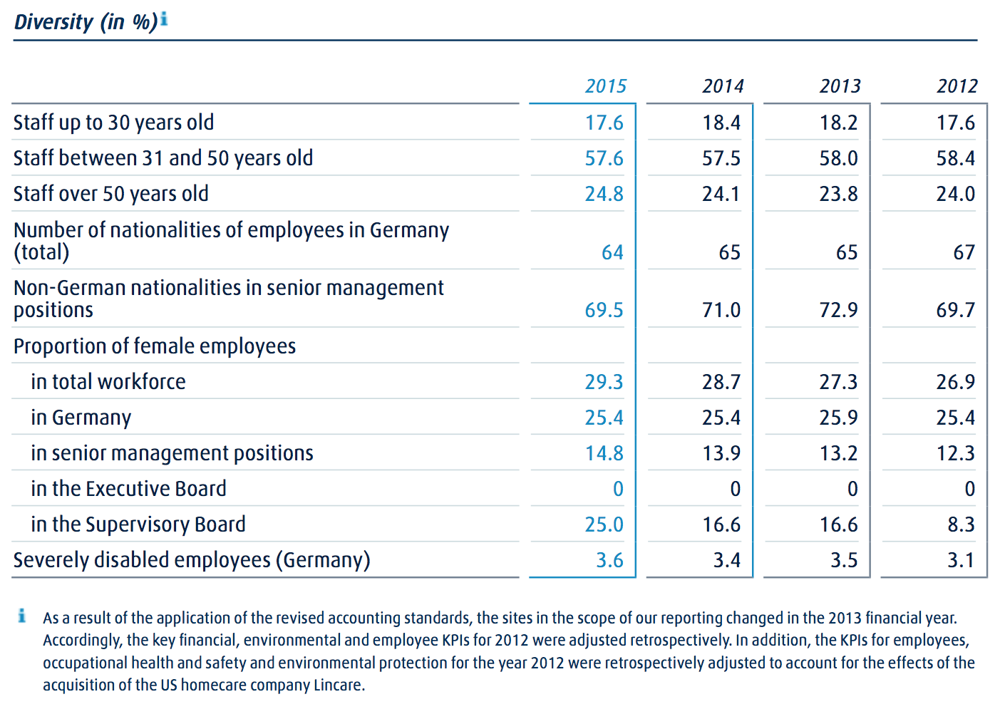 Diversity (in %) i
2015 2014 2013 2012
Staff up to 30 years old 17.6 18.4 18.2 17.6
Staff between 31 and 50 years old 57.6 57.5 58.0 58.4
Staff over 50 years old 24.8 24.1 23.8 24.0
Number of nationalities of employees in Germany
(total) 64 65 65 67
Non-German nationalities in senior management
positions 69.5 71.0 72.9 69.7
Proportion of female employees
in total workforce 29.3 28.7 27.3 26.9
in Germany 25.4 25.4 25.9 25.4
in senior management positions 14.8 13.9 13.2 12.3
in the Executive Board 0 0 0 0
in the Supervisory Board 25.0 16.6 16.6 8.3
Severely disabled employees (Germany) 3.6 3.4 3.5 3.1
i As a result of the application of the revised accounting standards, the sites in the scope of our reporting changed in the 2013 financial year.
Accordingly, the key financial, environmental and employee KPIs for 2012 were adjusted retrospectively. In addition, the KPIs for employees,
occupational health and safety and environmental protection for the year 2012 were retrospectively adjusted to account for the effects of the
acquisition of the US homecare company Lincare.